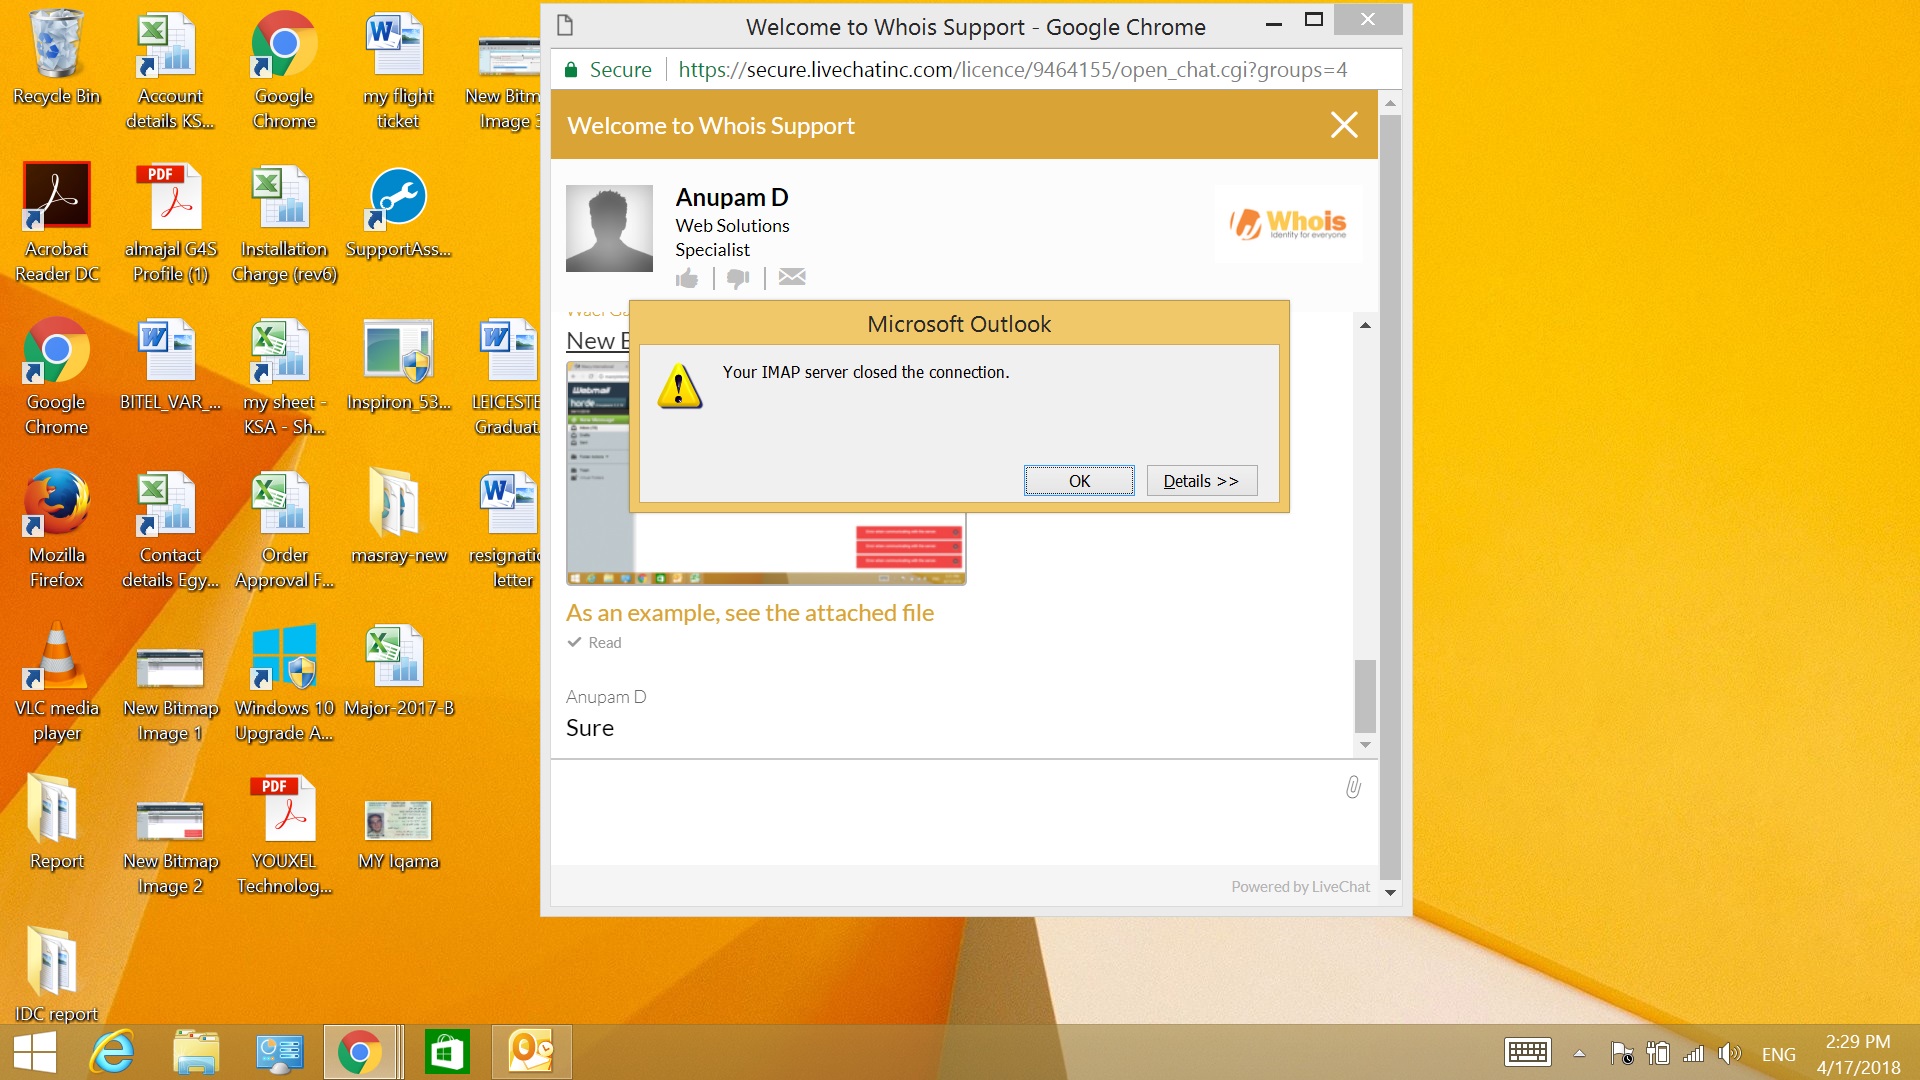 Recycle Bin
Account
details KS...
Google
Chrome
my flight
ticket
New Bitm
Image 3
Acrobat
Reader DC
almajal G4S
Profile (1)
Installation
Charge (rev6)
SupportAss...
Google
Chrome
BITEL_VAR_...
my sheet -
KSA - Sh...
Inspiron_53...
LEICESTE
Graduat.
Mozilla
Firefox
Contact
details Egy...
Order
Approval F...
masray-new
resignatio
letter
VLC media
player
New Bitmap
Image 1
Windows 10
Upgrade A...
Major-2017-B
Report
New Bitmap
Image 2
YOUXEL
Technolog...
MY Iqama
IDC report
PDF
PDF
Welcome to Whois Support - Google Chrome
Secure https://secure.livechatinc.com/licence/9464155/open_chat.cgi?groups=4
Welcome to Whois Support
Anupam D
Web Solutions
Specialist
Whois
Identity for everyone
New B
Webmail
horde
Microsoft Outlook
Your IMAP server closed the connection.
OK
Details >>
As an example, see the attached file
Read
Anupam D
Sure
Powered by LiveChat
ENG
2:29 PM
4/17/2018